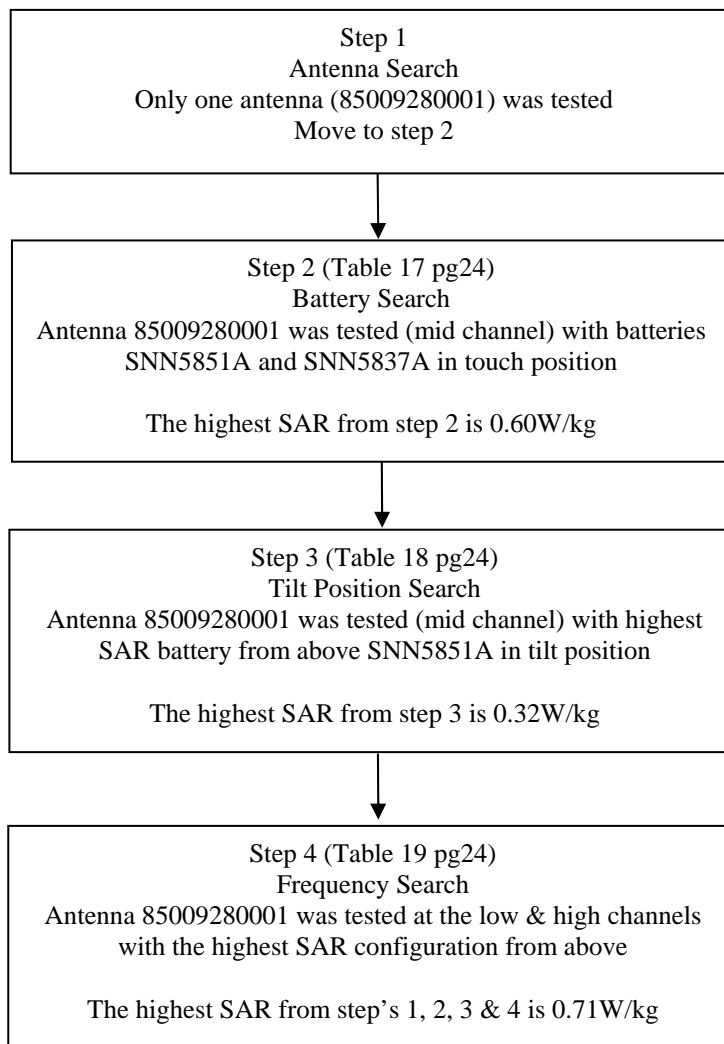 Step 1
Antenna Search
Only one antenna (85009280001) was tested
Move to step 2
Step 2 (Table 17 pg24)
Battery Search
Antenna 85009280001 was tested (mid channel) with batteries
SNN5851A and SNN5837A in touch position
The highest SAR from step 2 is 0.60W/kg
Step 3 (Table 18 pg24)
Tilt Position Search
Antenna 85009280001 was tested (mid channel) with highest
SAR battery from above SNN5851A in tilt position
The highest SAR from step 3 is 0.32W/kg
Step 4 (Table 19 pg24)
Frequency Search
Antenna 85009280001 was tested at the low & high channels
with the highest SAR configuration from above
The highest SAR from step’s 1, 2, 3 & 4 is 0.71W/kg